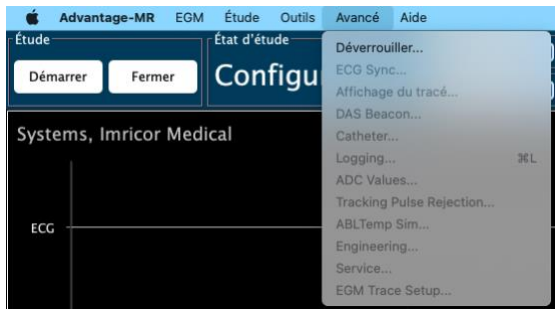 Advantage-MR EGM Étude Outils Avancé Aide
Étude
État d'étude
Déverrouiller...
Démarrer Fermer
Configu
ECG Sync...
Affichage du tracé...
DAS Beacon...
Systems, Imricor Medical
Catheter...
Logging... ⌘L
ADC Values...
Tracking Pulse Rejection...
ECG
ABLTemp Sim...
Engineering...
Service...
EGM Trace Setup...